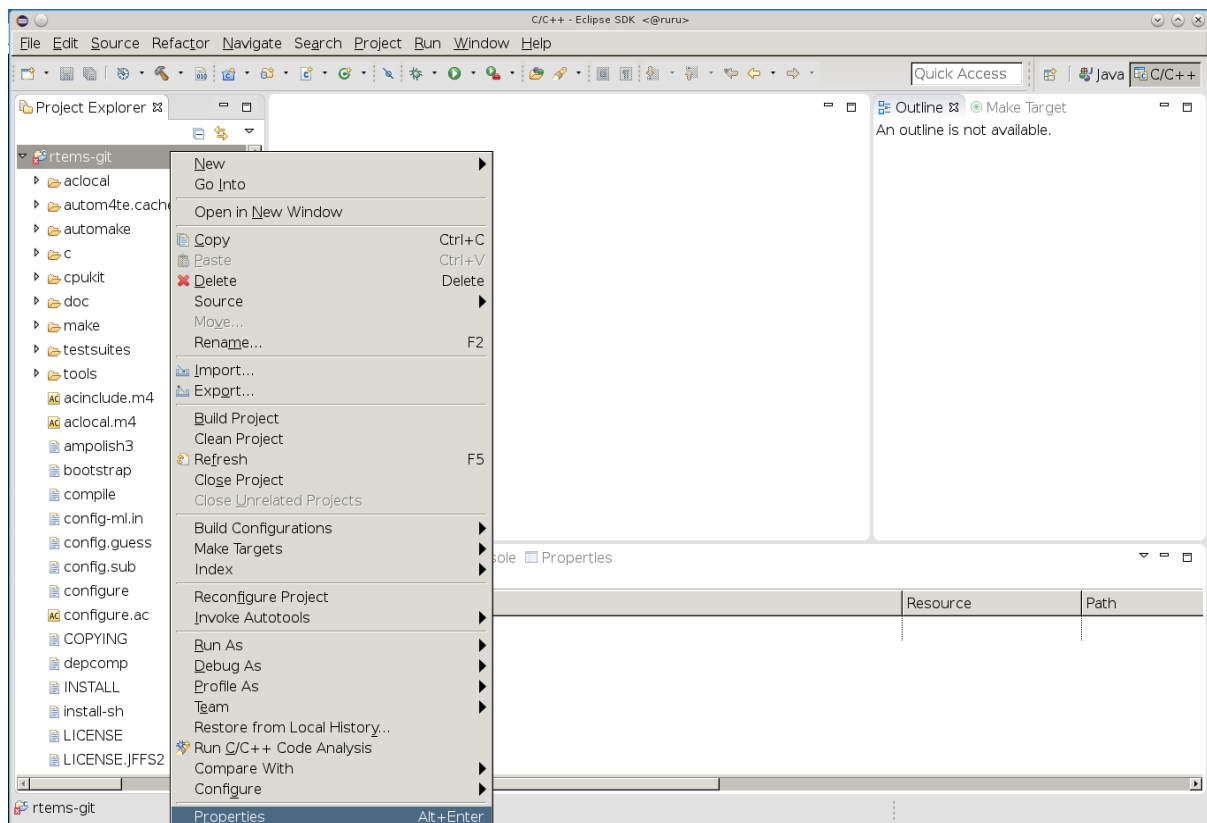 C/C++ - Eclipse SDK <@ruru>
File Edit Source Refactor Navigate Search Project Run Window Help
Quick Access Java C/C++
Project Explorer
Outline Make Target
An outline is not available.
rtems-git
aclocal
autom4te.cache
automake
c
cpukit
doc
make
testsuites
tools
acinclude.m4
aclocal.m4
ampolish3
bootstrap
compile
config-ml.in
config.guess
config.sub
configure
configure.ac
COPYING
depcomp
INSTALL
install-sh
LICENSE
LICENSE.JFFS2
New
Go Into
Open in New Window
Copy Ctrl+C
Paste Ctrl+V
Delete Delete
Source
Move...
Rename... F2
Import...
Export...
Build Project
Clean Project
Refresh F5
Close Project
Close Unrelated Projects
Build Configurations
Make Targets
Index
Reconfigure Project
Invoke Autotools
Run As
Debug As
Profile As
Team
Restore from Local History...
Run C/C++ Code Analysis
Compare With
Configure
Properties Alt+Enter
sole Properties
Resource Path
rtems-git